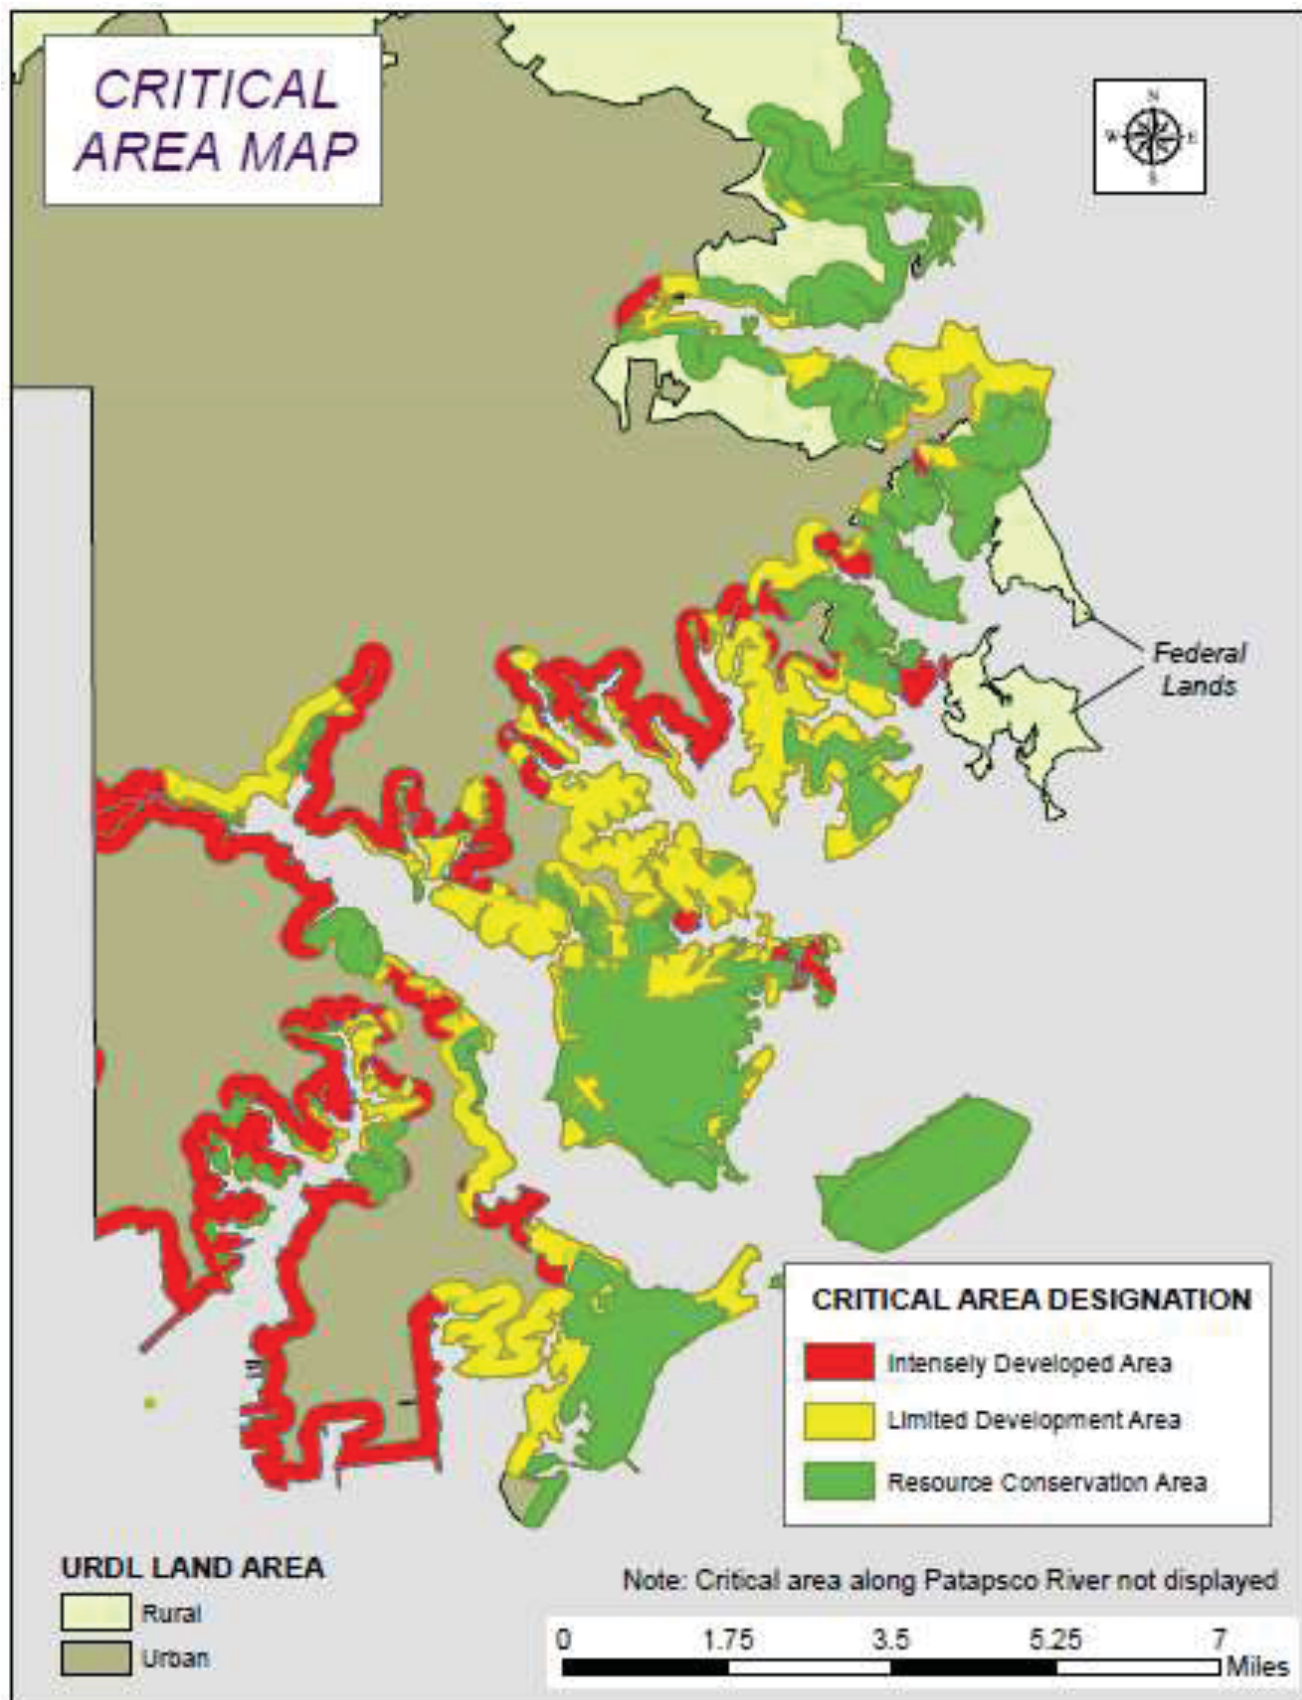 CRITICAL
AREA MAP
N
W E
S
Federal
Lands
CRITICAL AREA DESIGNATION
Intensely Developed Area
Limited Development Area
Resource Conservation Area
URDL LAND AREA
Rural
Urban
Note: Critical area along Patapsco River not displayed
0 1.75 3.5 5.25 7
Miles